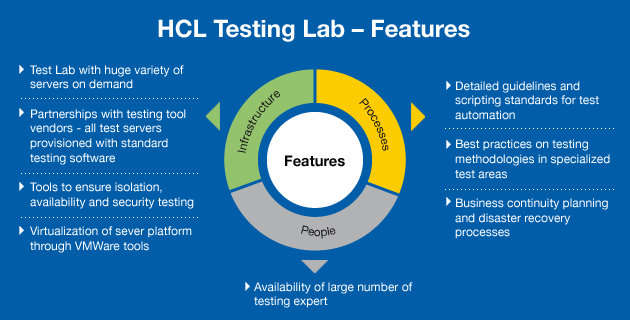 HCL Testing Lab – Features
Test Lab with huge variety of
servers on demand
Partnerships with testing tool
vendors - all test servers
provisioned with standard
testing software
Tools to ensure isolation,
availability and security testing
Virtualization of sever platform
through VMWare tools
Infrastructure
Processes
Features
People
Detailed guidelines and
scripting standards for test
automation
Best practices on testing
methodologies in specialized
test areas
Business continuity planning
and disaster recovery
processes
Availability of large number of
testing expert